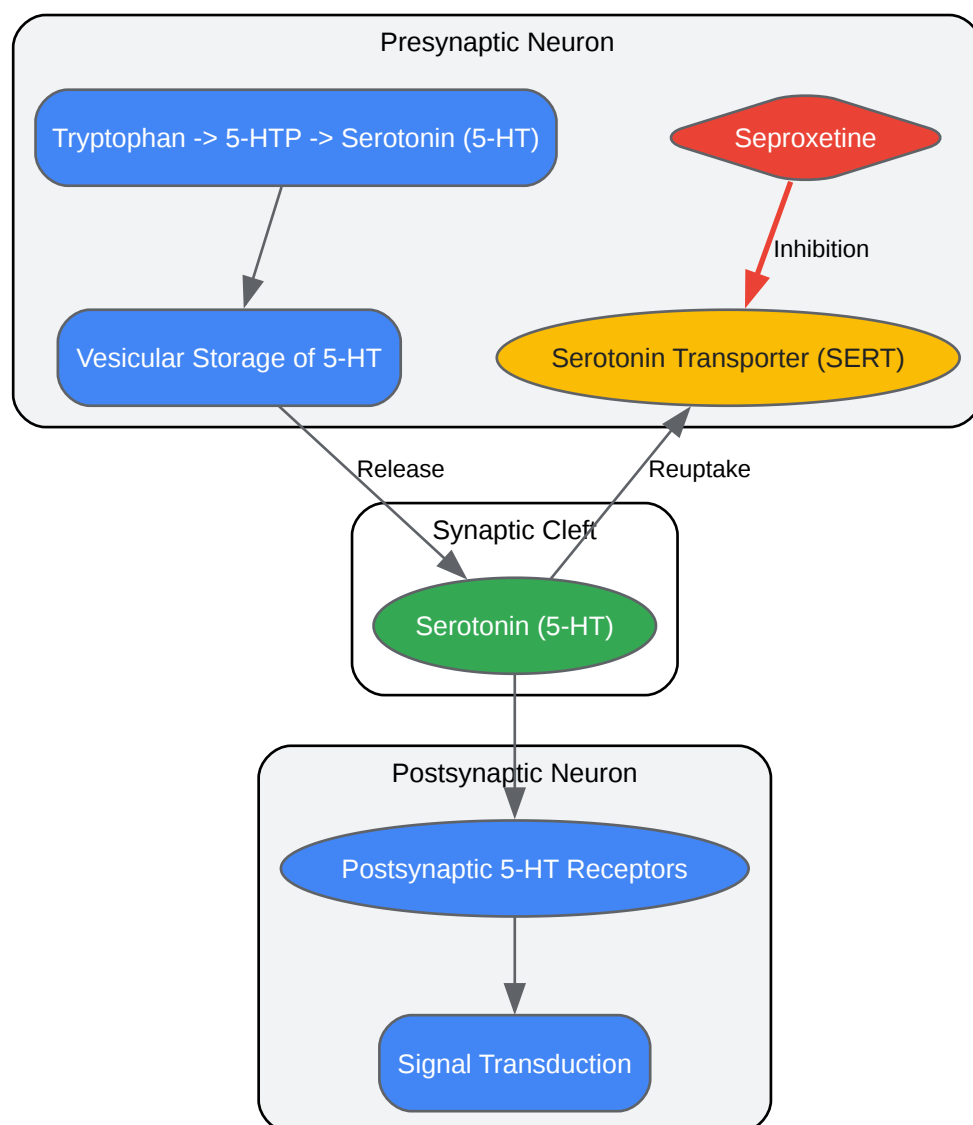 Presynaptic Neuron
Tryptophan -> 5-HTP -> Serotonin (5-HT)
Seproxetine
Inhibition
Vesicular Storage of 5-HT
Serotonin Transporter (SERT)
Release
Reuptake
Synaptic Cleft
Serotonin (5-HT)
Postsynaptic Neuron
Postsynaptic 5-HT Receptors
Signal Transduction